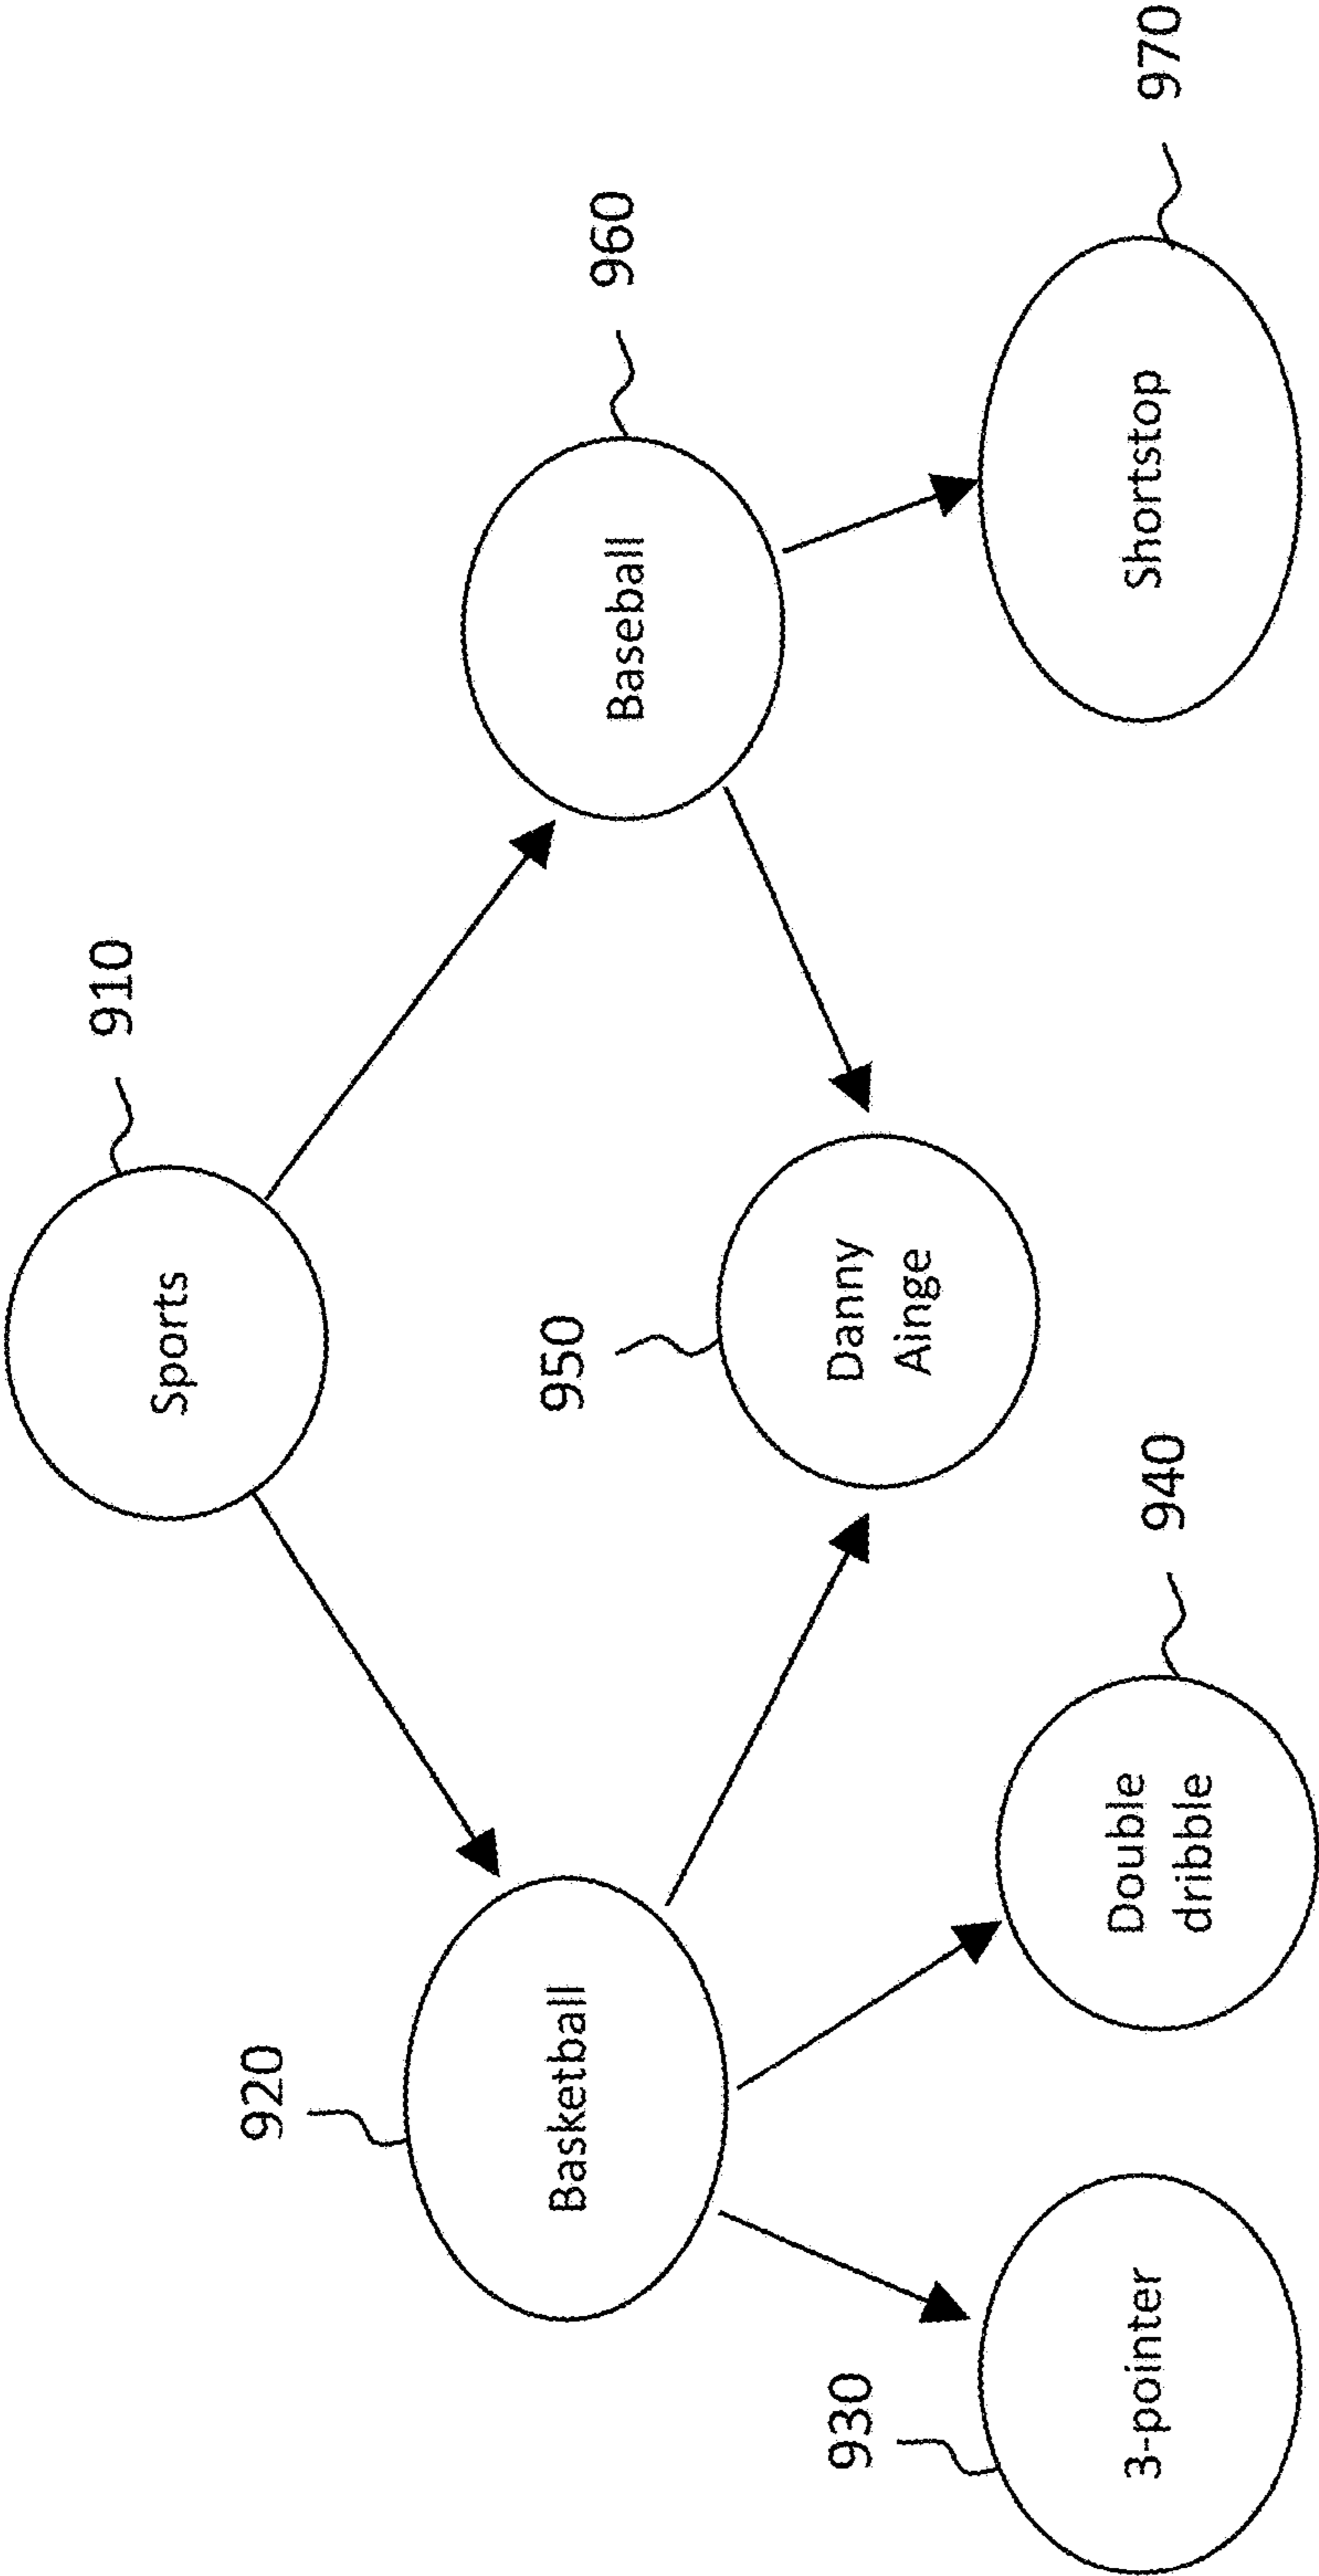 910
Sports
920
Basketball
960
Baseball
950
Danny
Ainge
930
3-pointer
940
Double
dribble
970
Shortstop